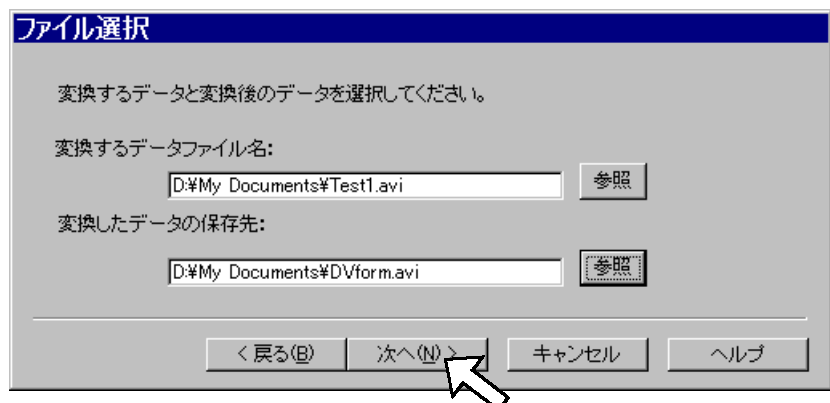 ファイル選択
変換するデータと変換後のデータを選択してください。
変換するデータファイル名:
D:¥My Documents¥Test1.avi 参照
変換したデータの保存先:
D:¥My Documents¥DVform.avi 参照
< 戻る(B) 次へ(N) > キャンセル ヘルプ